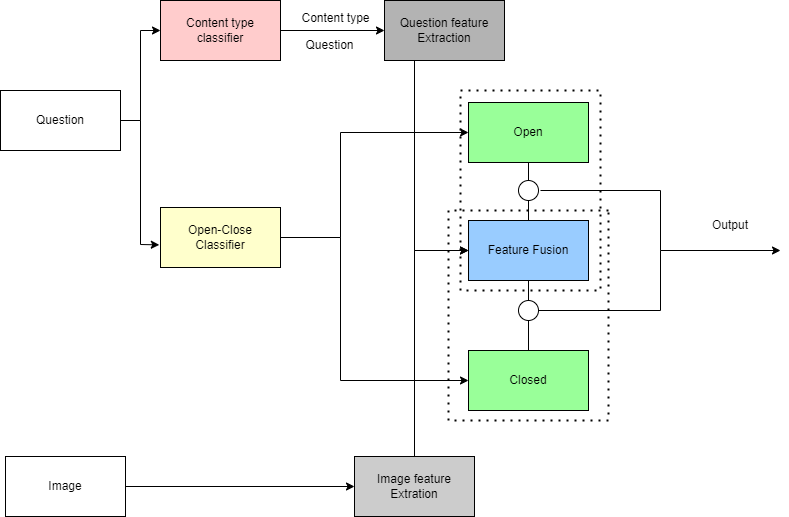 Content type
classifier
Content type
Question
Question feature
Extraction
Question
Open
Open-Close
Classifier
Feature Fusion
Output
Closed
Image
Image feature
Extration